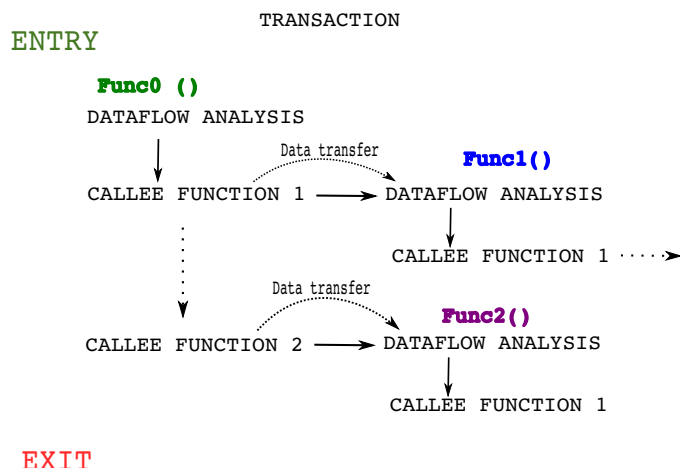 TRANSACTION
ENTRY
Func0 ()
DATAFLOW ANALYSIS
Data transfer
Func1()
CALLEE FUNCTION 1
DATAFLOW ANALYSIS
CALLEE FUNCTION 1
Data transfer
Func2()
CALLEE FUNCTION 2
DATAFLOW ANALYSIS
CALLEE FUNCTION 1
EXIT